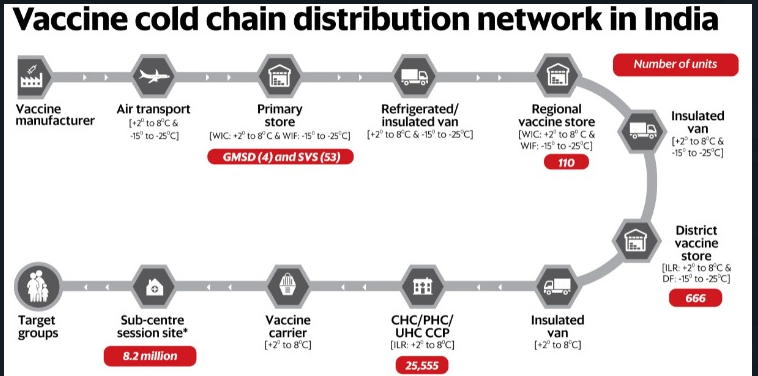 Vaccine cold chain distribution network in India
Number of units
Vaccine
manufacturer
Air transport
[+2° to 8°C &
-15° to -25°C]
Primary
store
[WIC: +2° to 8°C & WIF: -15° to -25°C]
GMSD (4) and SVS (53)
Refrigerated/
insulated van
[+2° to 8°C & -15° to -25°C]
Regional
vaccine store
[WIC: +2° to 8°C &
WIF: -15° to -25°C]
110
Insulated
van
[+2° to 8°C &
-15° to -25°C]
District
vaccine
store
[ILR: +2° to 8°C &
DF: -15° to -25°C]
666
Insulated
van
[+2° to 8°C]
CHC/PHC/
UHC CCP
[ILR: +2° to 8°C]
25,555
Vaccine
carrier
[+2° to 8°C]
Sub-centre
session site*
8.2 million
Target
groups